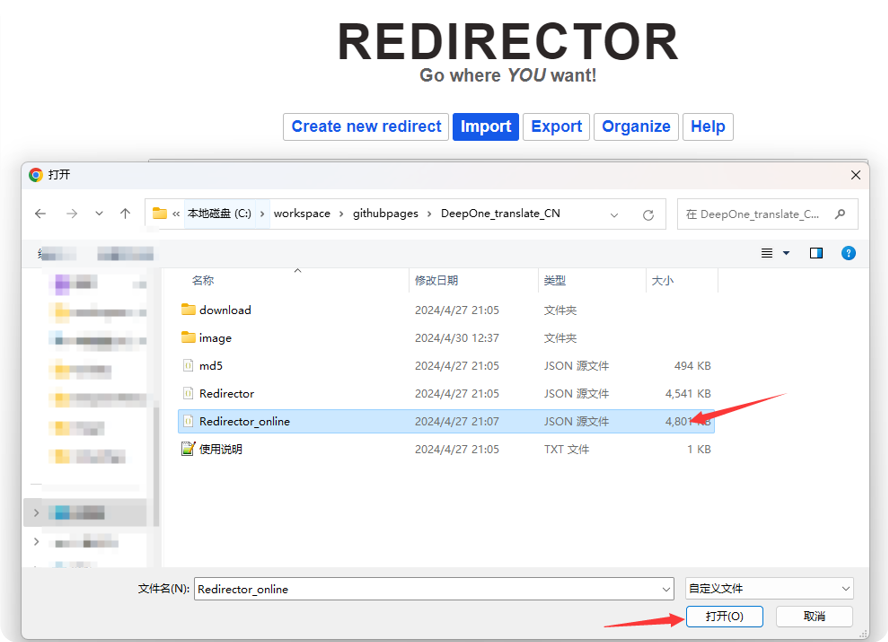 REDIRECTOR
Go where YOU want!
Create new redirect Import Export Organize Help
打开
« 本地磁盘 (C:) › workspace › githubpages › DeepOne_translate_CN
在 DeepOne_translate_C...
名称 修改日期 类型 大小
download 2024/4/27 21:05 文件夹
image 2024/4/30 12:37 文件夹
md5 2024/4/27 21:05 JSON 源文件 494 KB
Redirector 2024/4/27 21:05 JSON 源文件 4,541 KB
Redirector_online 2024/4/27 21:07 JSON 源文件 4,801 KB
使用说明 2024/4/27 21:05 TXT 文件 1 KB
文件名(N): Redirector_online 自定义文件
打开(O) 取消